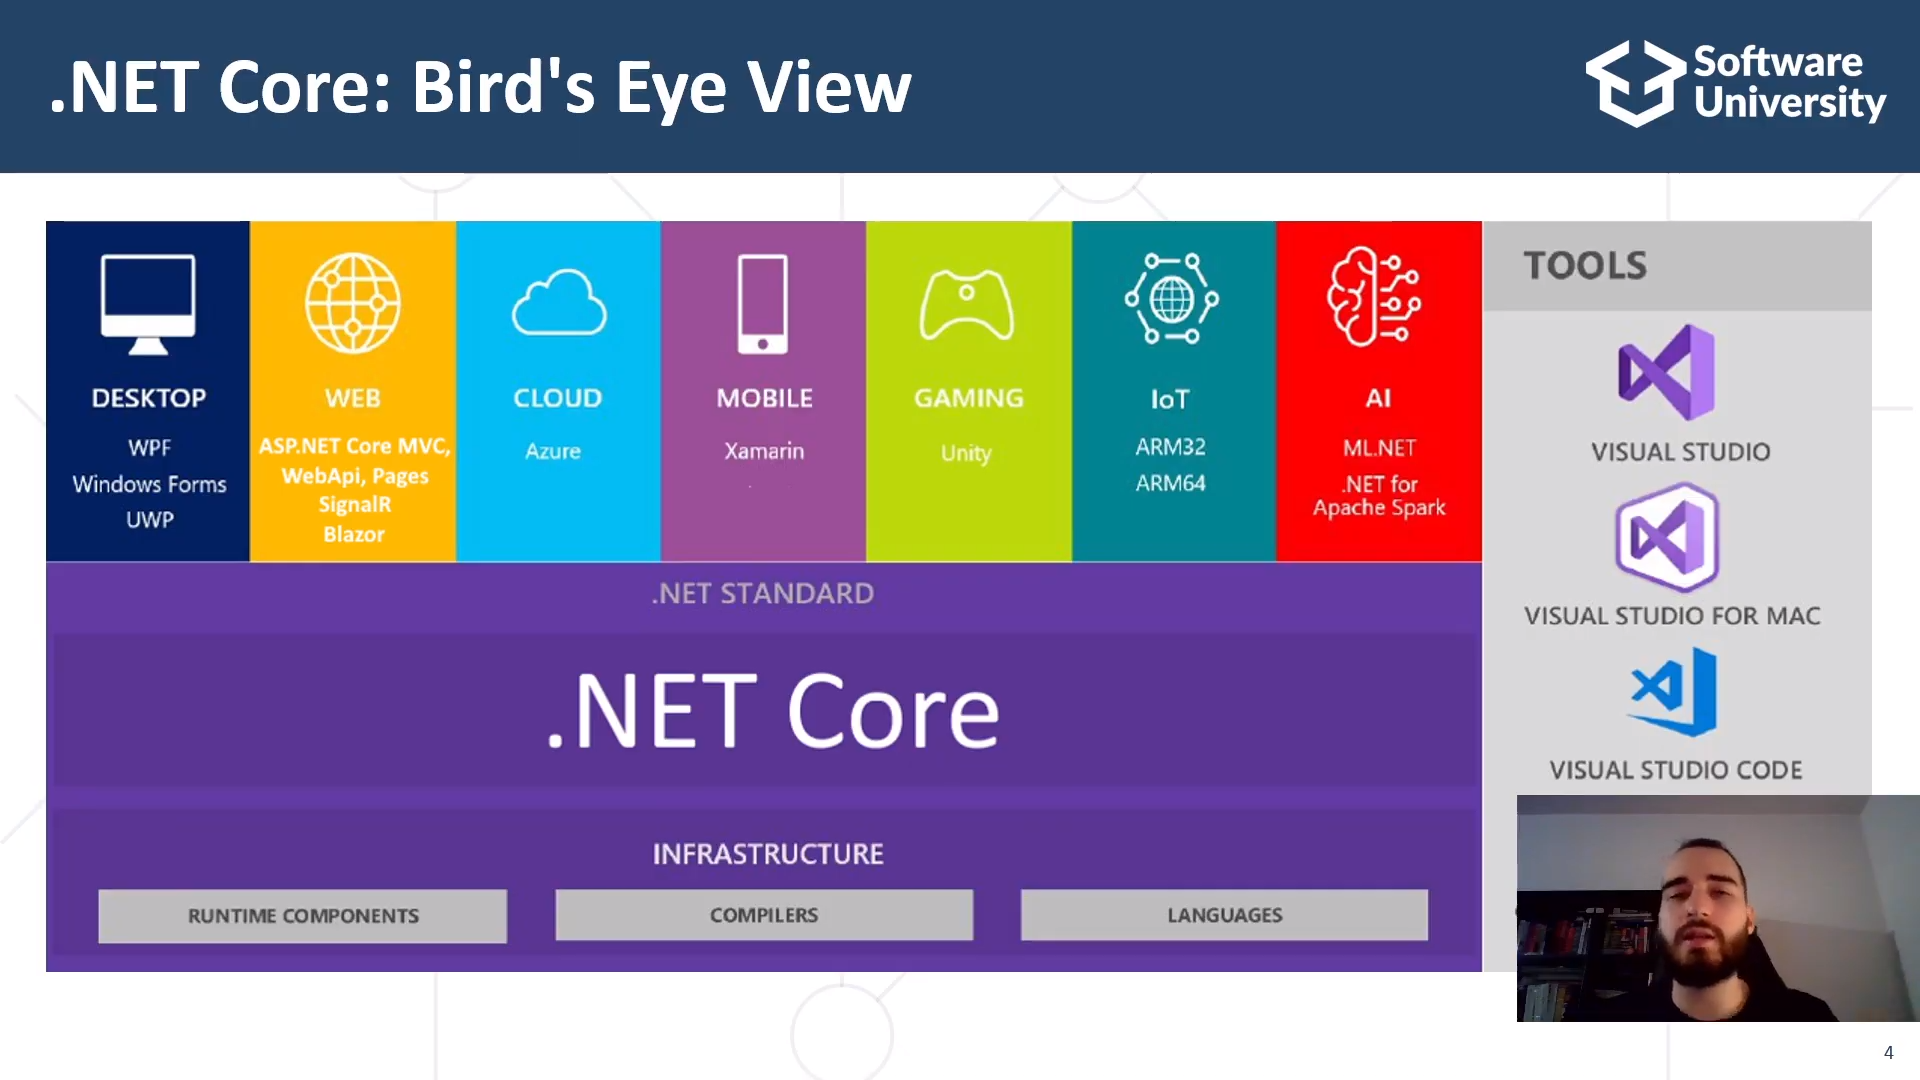 .NET Core: Bird's Eye View
Software
University
DESKTOP
WPF
Windows Forms
UWP
WEB
ASP.NET Core MVC,
WebApi, Pages
SignalR
Blazor
CLOUD
Azure
MOBILE
Xamarin
GAMING
Unity
IoT
ARM32
ARM64
AI
ML.NET
.NET for
Apache Spark
TOOLS
VISUAL STUDIO
VISUAL STUDIO FOR MAC
VISUAL STUDIO CODE
.NET STANDARD
.NET Core
INFRASTRUCTURE
RUNTIME COMPONENTS
COMPILERS
LANGUAGES
4